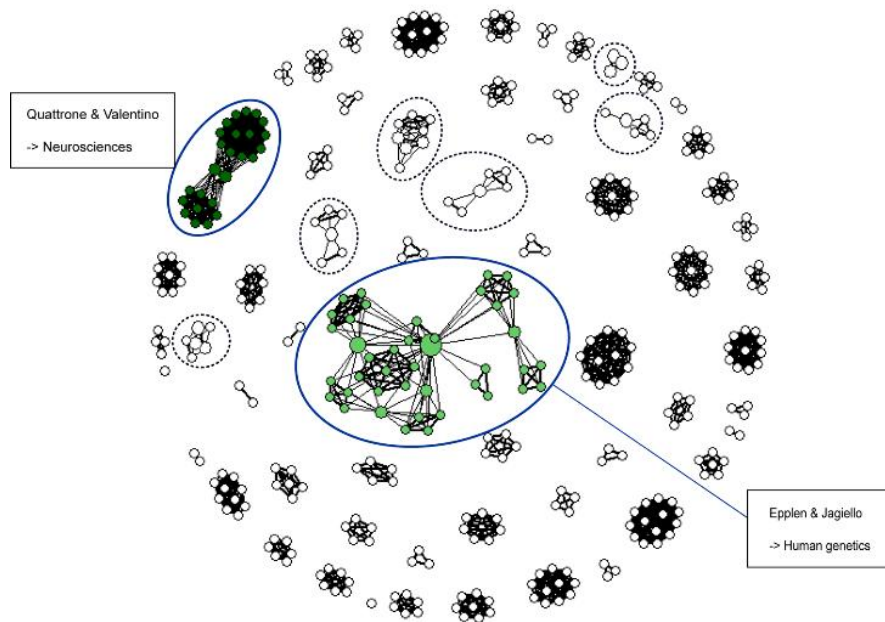 Quattrone & Valentino
-> Neurosciences
Epplen & Jagiello
-> Human genetics